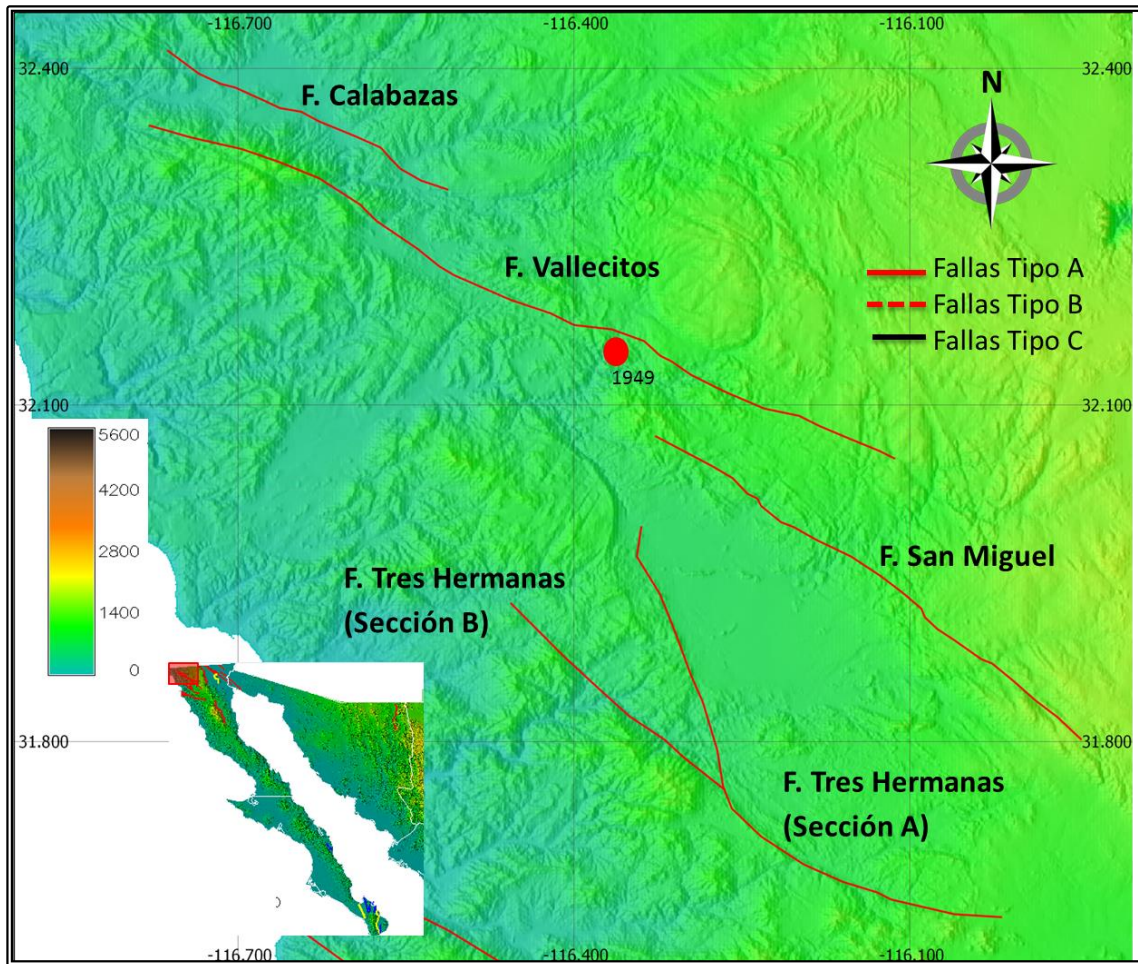 -116.700
-116.400
-116.100
32.400
32.400
F. Calabazas
N
F. Vallecitos
Fallas Tipo A
Fallas Tipo B
Fallas Tipo C
1949
32.100
32.100
5600
4200
2800
1400
0
F. San Miguel
F. Tres Hermanas
(Sección B)
31.800
31.800
F. Tres Hermanas
(Sección A)
-116.700
-116.400
-116.100